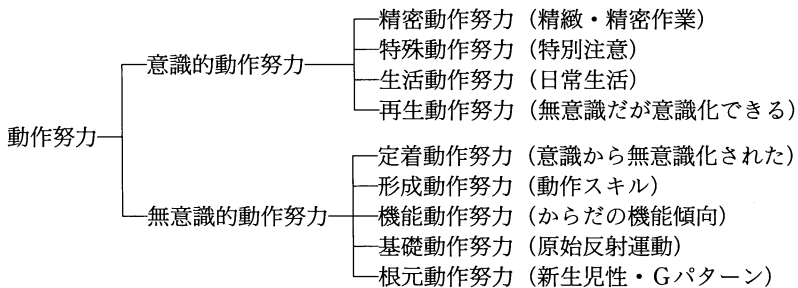 精密動作努力（精緻・精密作業）
特殊動作努力（特別注意）
意識的動作努力
生活動作努力（日常生活）
再生動作努力（無意識だが意識化できる）
動作努力
定着動作努力（意識から無意識化された）
形成動作努力（動作スキル）
無意識的動作努力
機能動作努力（からだの機能傾向）
基礎動作努力（原始反射運動）
根元動作努力（新生児性・Gパターン）